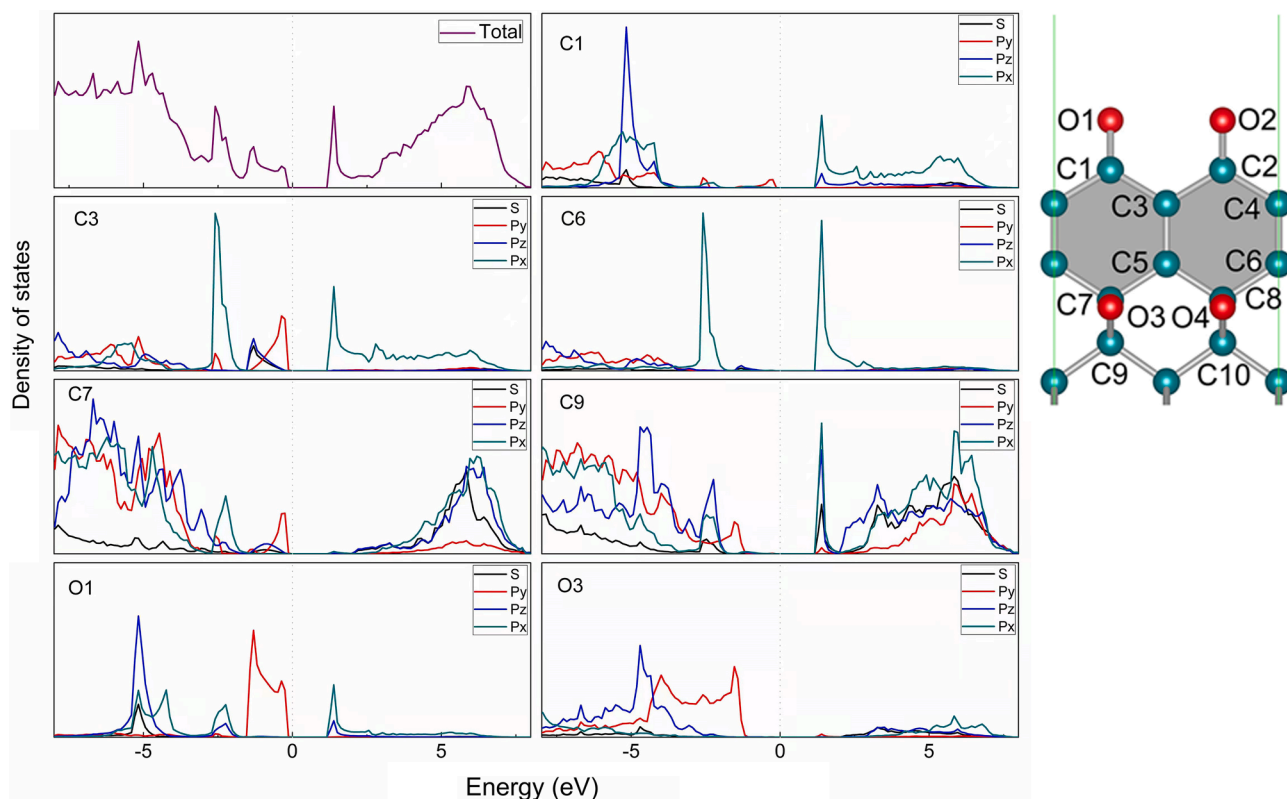 Total
C1
S
Py
Pz
Px
C3
S
Py
Pz
Px
C6
S
Py
Pz
Px
C7
S
Py
Pz
Px
C9
S
Py
Pz
Px
O1
S
Py
Pz
Px
O3
S
Py
Pz
Px
Density of states
-5 0 5
-5 0 5
Energy (eV)
O1 O2
C1 C2
C3 C4
C5 C6
C7 C8
O3 O4
C9 C10